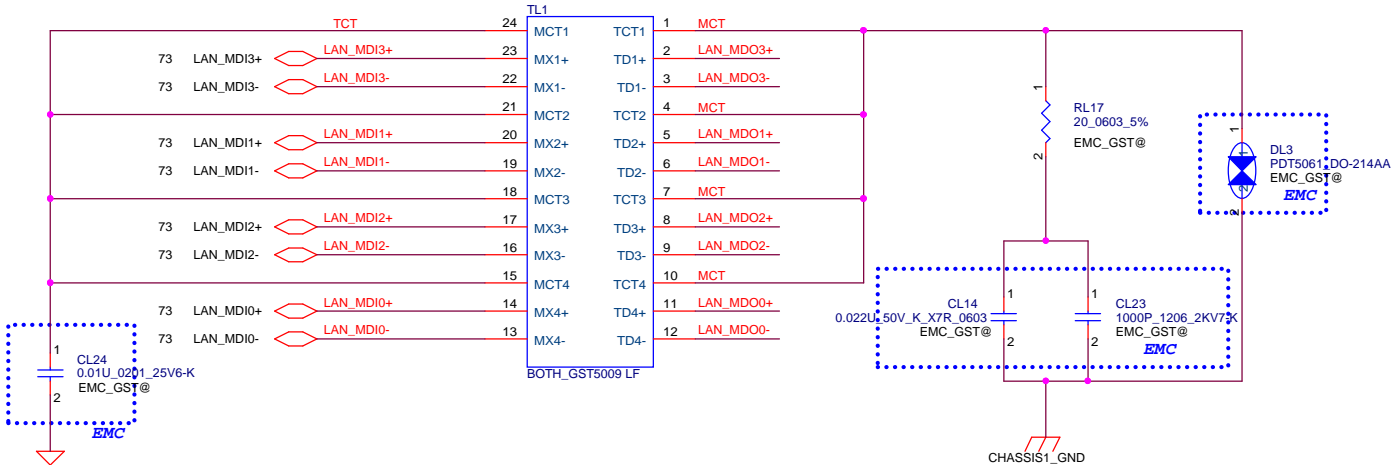 TL1
TCT 24 MCT1 TCT1 1 MCT
73 LAN_MDI3+ LAN_MDI3+ 23 MX1+ TD1+ 2 LAN_MDO3+
73 LAN_MDI3- LAN_MDI3- 22 MX1- TD1- 3 LAN_MDO3-
21 MCT2 TCT2 4 MCT
73 LAN_MDI1+ LAN_MDI1+ 20 MX2+ TD2+ 5 LAN_MDO1+
73 LAN_MDI1- LAN_MDI1- 19 MX2- TD2- 6 LAN_MDO1-
18 MCT3 TCT3 7 MCT
73 LAN_MDI2+ LAN_MDI2+ 17 MX3+ TD3+ 8 LAN_MDO2+
73 LAN_MDI2- LAN_MDI2- 16 MX3- TD3- 9 LAN_MDO2-
15 MCT4 TCT4 10 MCT
73 LAN_MDI0+ LAN_MDI0+ 14 MX4+ TD4+ 11 LAN_MDO0+
73 LAN_MDI0- LAN_MDI0- 13 MX4- TD4- 12 LAN_MDO0-
BOTH_GST5009 LF
1
CL24
0.01U_0201_25V6-K
EMC_GST@
2
EMC
1
RL17
20_0603_5%
EMC_GST@
2
1
DL3
PDT5061_DO-214AA
EMC_GST@
EMC
1
2
2
1
CL14
0.022U_50V_K_X7R_0603
EMC_GST@
2
1
CL23
1000P_1206_2KV7-K
EMC_GST@
2
EMC
CHASSIS1_GND